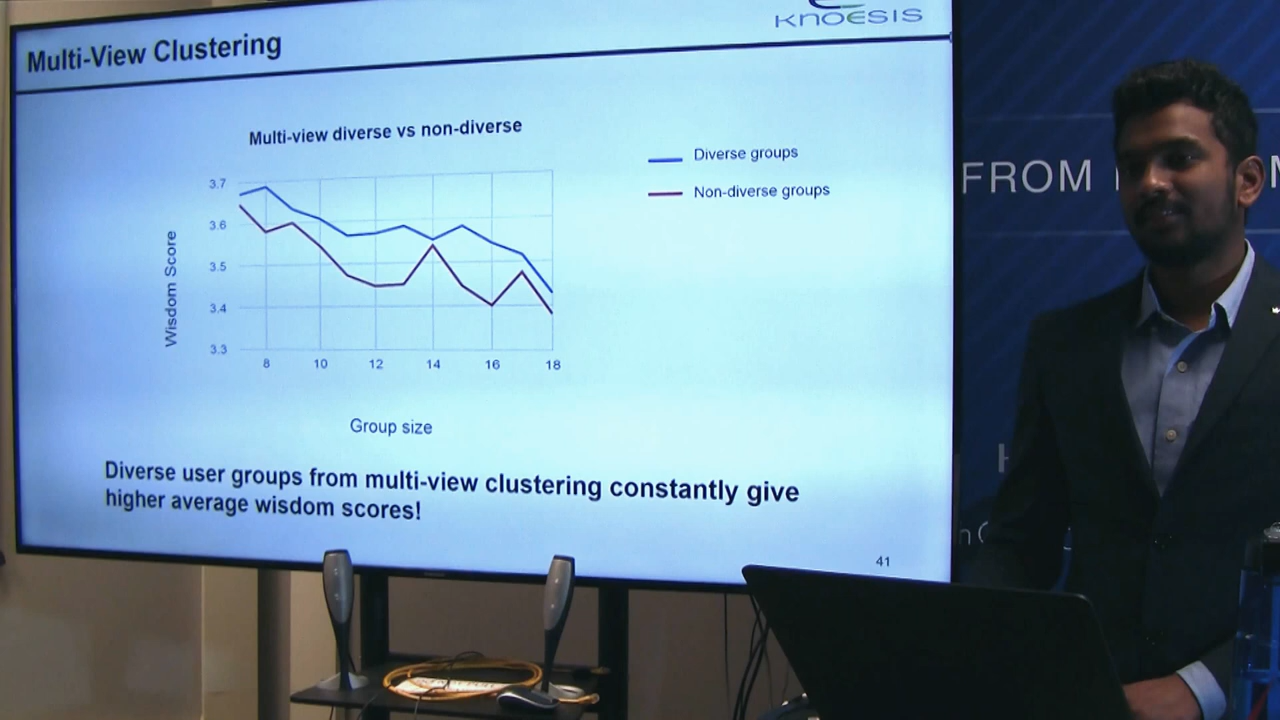 KNOESIS
Multi-View Clustering
Multi-view diverse vs non-diverse
Diverse groups
Non-diverse groups
3.7
3.6
3.5
3.4
3.3
Wisdom Score
8 10 12 14 16 18
Group size
Diverse user groups from multi-view clustering constantly give
higher average wisdom scores!
41
FROM